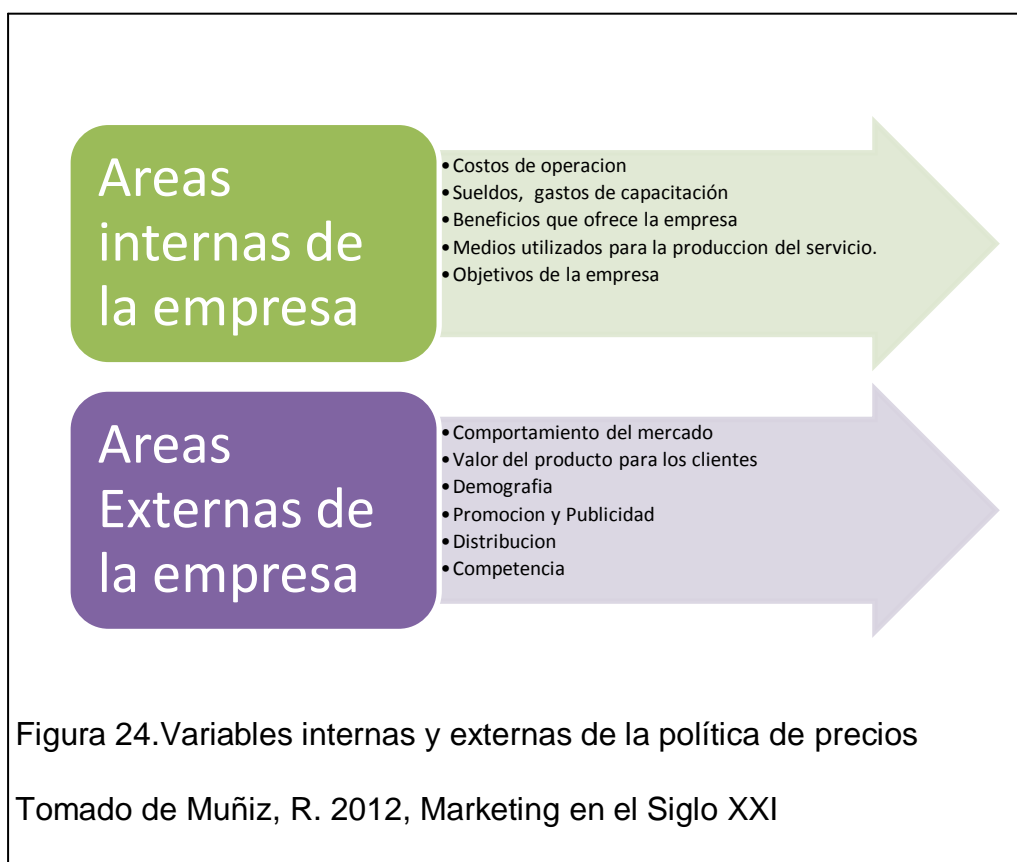 Areas
internas de
la empresa
•Costos de operacion
•Sueldos, gastos de capacitación
•Beneficios que ofrece la empresa
•Medios utilizados para la produccion del servicio.
•Objetivos de la empresa
Areas
Externas de
la empresa
•Comportamiento del mercado
•Valor del producto para los clientes
•Demografia
•Promocion y Publicidad
•Distribucion
•Competencia
Figura 24.Variables internas y externas de la política de precios
Tomado de Muñiz, R. 2012, Marketing en el Siglo XXI